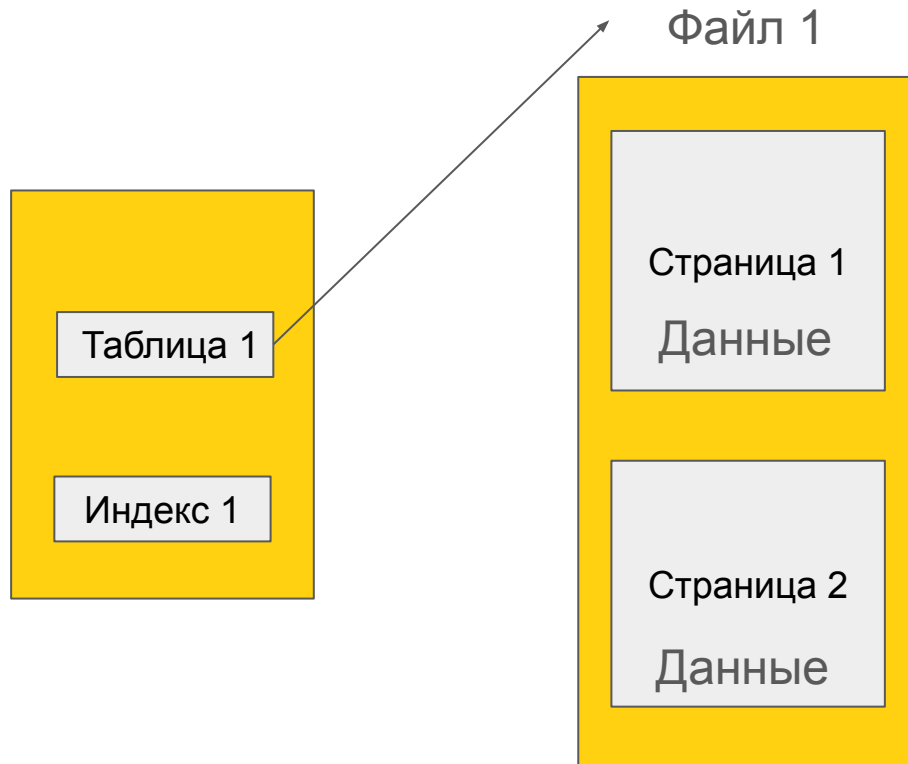 Файл 1
Таблица 1
Индекс 1
Страница 1
Данные
Страница 2
Данные